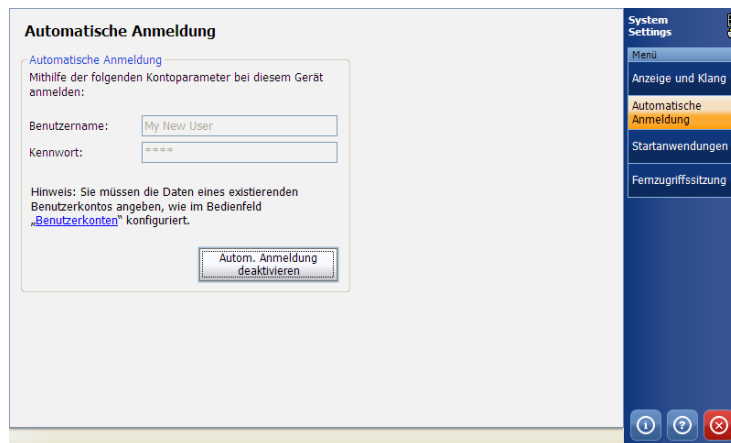 Automatische Anmeldung
Automatische Anmeldung
Mithilfe der folgenden Kontoparameter bei diesem Gerät
anmelden:
Benutzername:
My New User
Kennwort:
****
Hinweis: Sie müssen die Daten eines existierenden
Benutzerkontos angeben, wie im Bedienfeld
„Benutzerkonten“ konfiguriert.
Autom. Anmeldung
deaktivieren
System
Settings
Menü
Anzeige und Klang
Automatische
Anmeldung
Startanwendungen
Fernzugriffssitzung